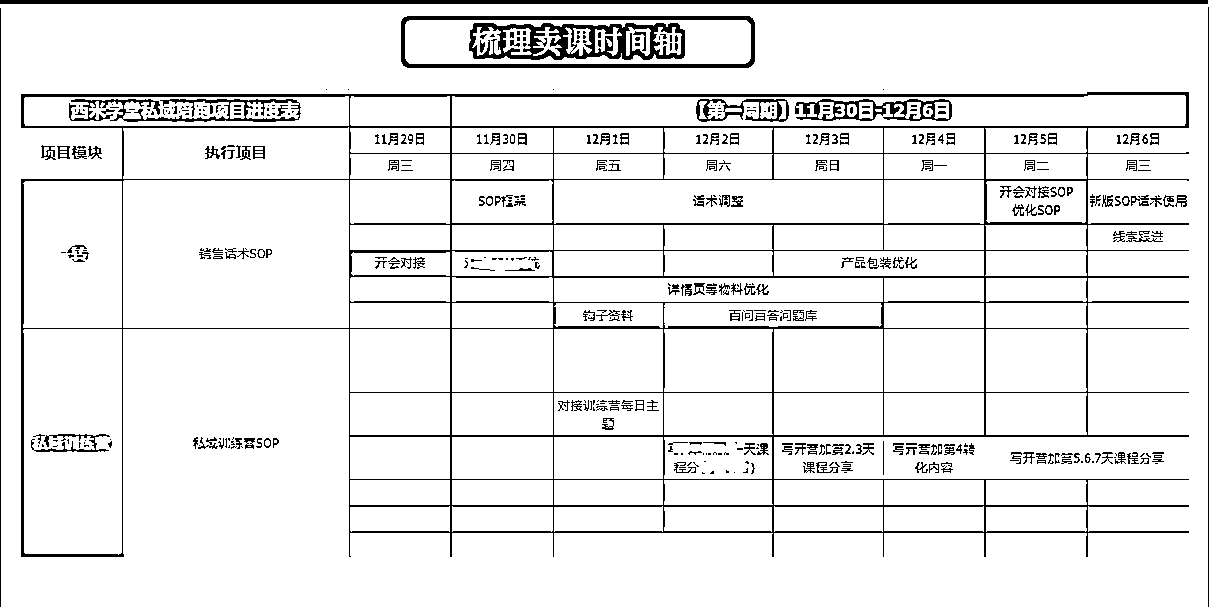 梳理卖课时间轴
西米学堂私域陪跑项目进度表
【第一周期】11月30日-12月6日
项目模块
执行项目
11月29日
11月30日
12月1日
12月2日
12月3日
12月4日
12月5日
12月6日
周三
周四
周五
周六
周日
周一
周二
周三
一转
销售话术SOP
SOP框架
话术调整
开会对接SOP
优化SOP
新版SOP话术使用
线索跟进
开会对接
产品包装优化
详情页等物料优化
钩子资料
百问百答问题库
私域训练营
私域训练营SOP
对接训练营每日主
题
天课
程分
写开营加第2.3天
课程分享
写开营加第4转
化内容
写开营加第5.6.7天课程分享